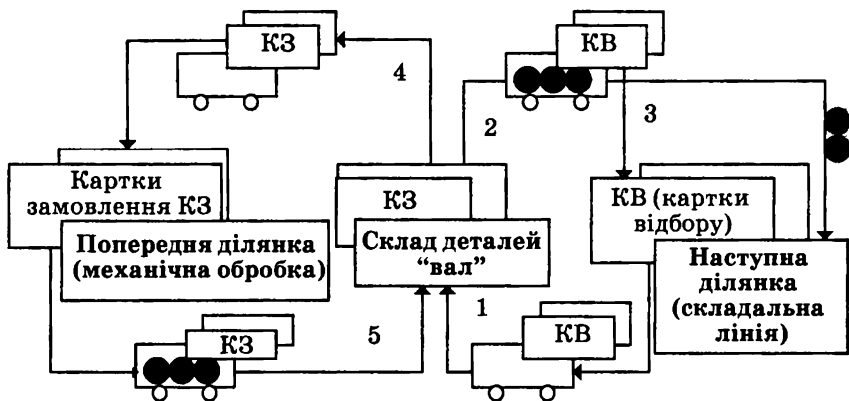 КЗ
КВ
4
2
3
Картки
замовлення КЗ
Попередня ділянка
(механічна обробка)
КЗ
Склад деталей
“вал”
КВ (картки
відбору)
Наступна
ділянка
(складальна
лінія)
КЗ
5
1
КВ